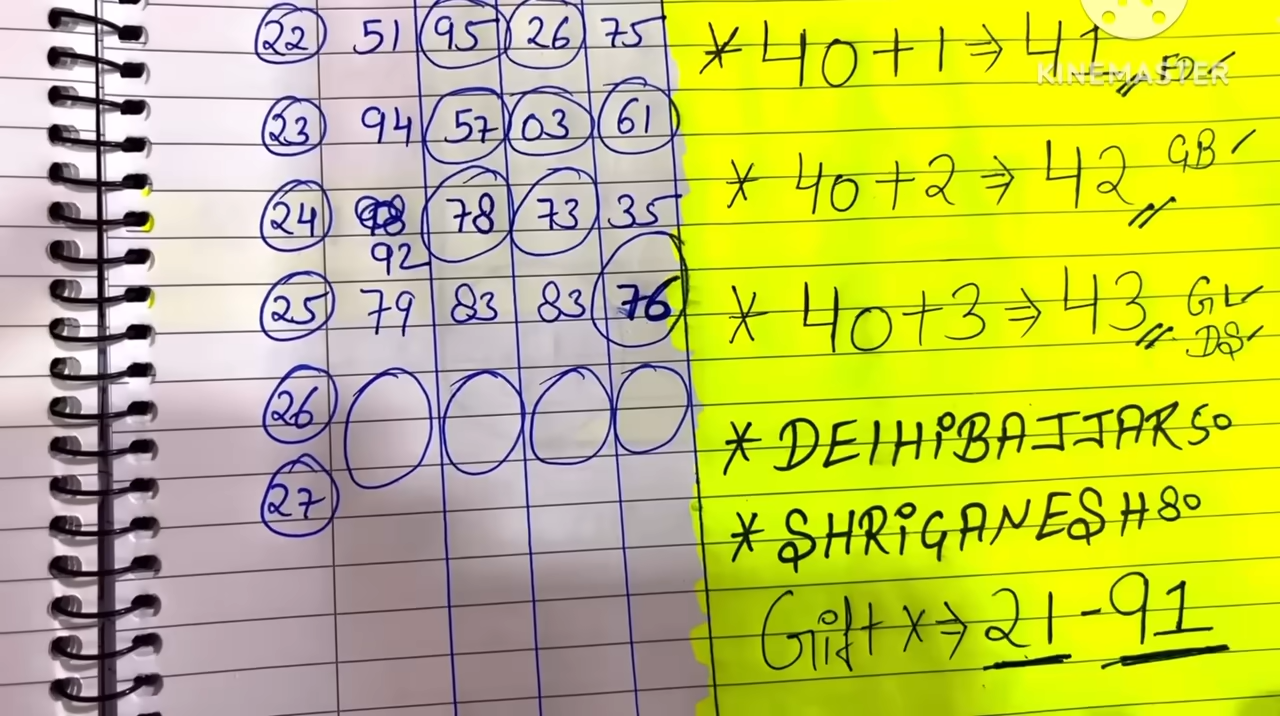 22 51 95 26 75
23 94 57 03 61
24 78 73 35
92
25 79 83 83 76
26
27
* 40+1⇒41 FD✓
KINEMASTER
* 40+2⇒42 GB✓
* 40+3⇒43 GL✓
DS✓
* DElHiBAJJAR 50
* SHRiGANESH 80
Gift x⇒21-91